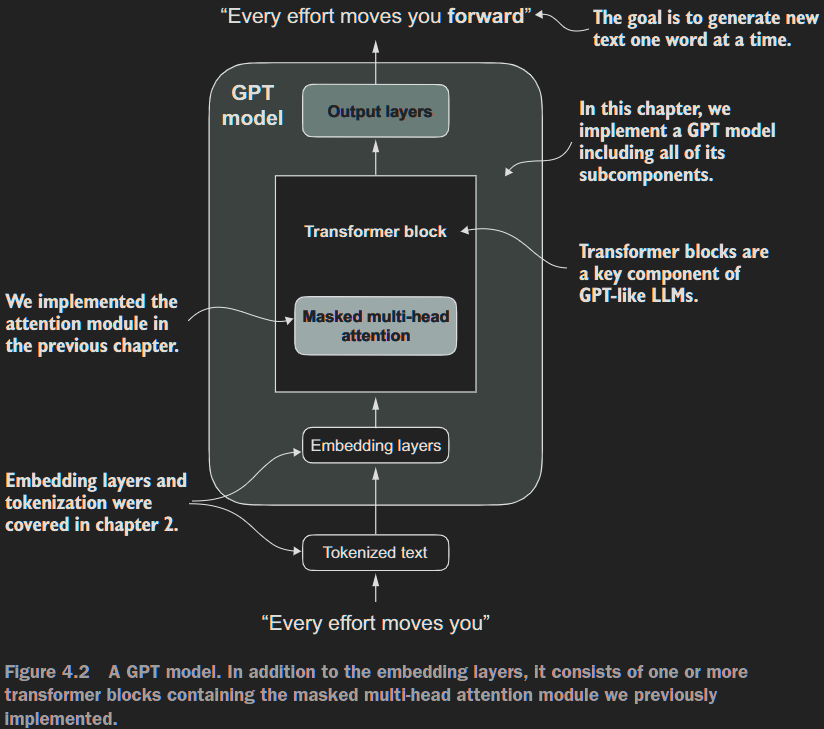 “Every effort moves you forward”
The goal is to generate new
text one word at a time.
GPT
model
Output layers
In this chapter, we
implement a GPT model
including all of its
subcomponents.
Transformer block
Transformer blocks are
a key component of
GPT-like LLMs.
We implemented the
attention module in
the previous chapter.
Masked multi-head
attention
Embedding layers
Embedding layers and
tokenization were
covered in chapter 2.
Tokenized text
“Every effort moves you”
Figure 4.2 A GPT model. In addition to the embedding layers, it consists of one or more
transformer blocks containing the masked multi-head attention module we previously
implemented.